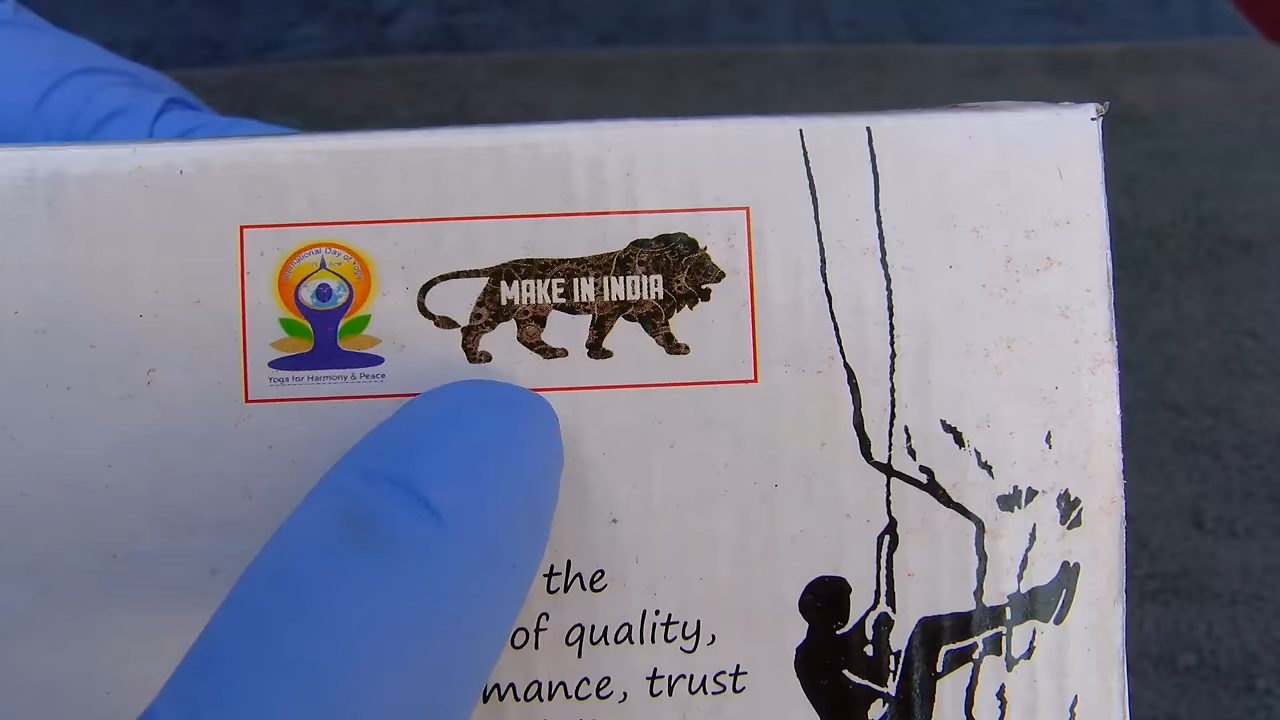 International Day of Yoga
MAKE IN INDIA
Yoga for Harmony & Peace
the
of quality,
mance, trust